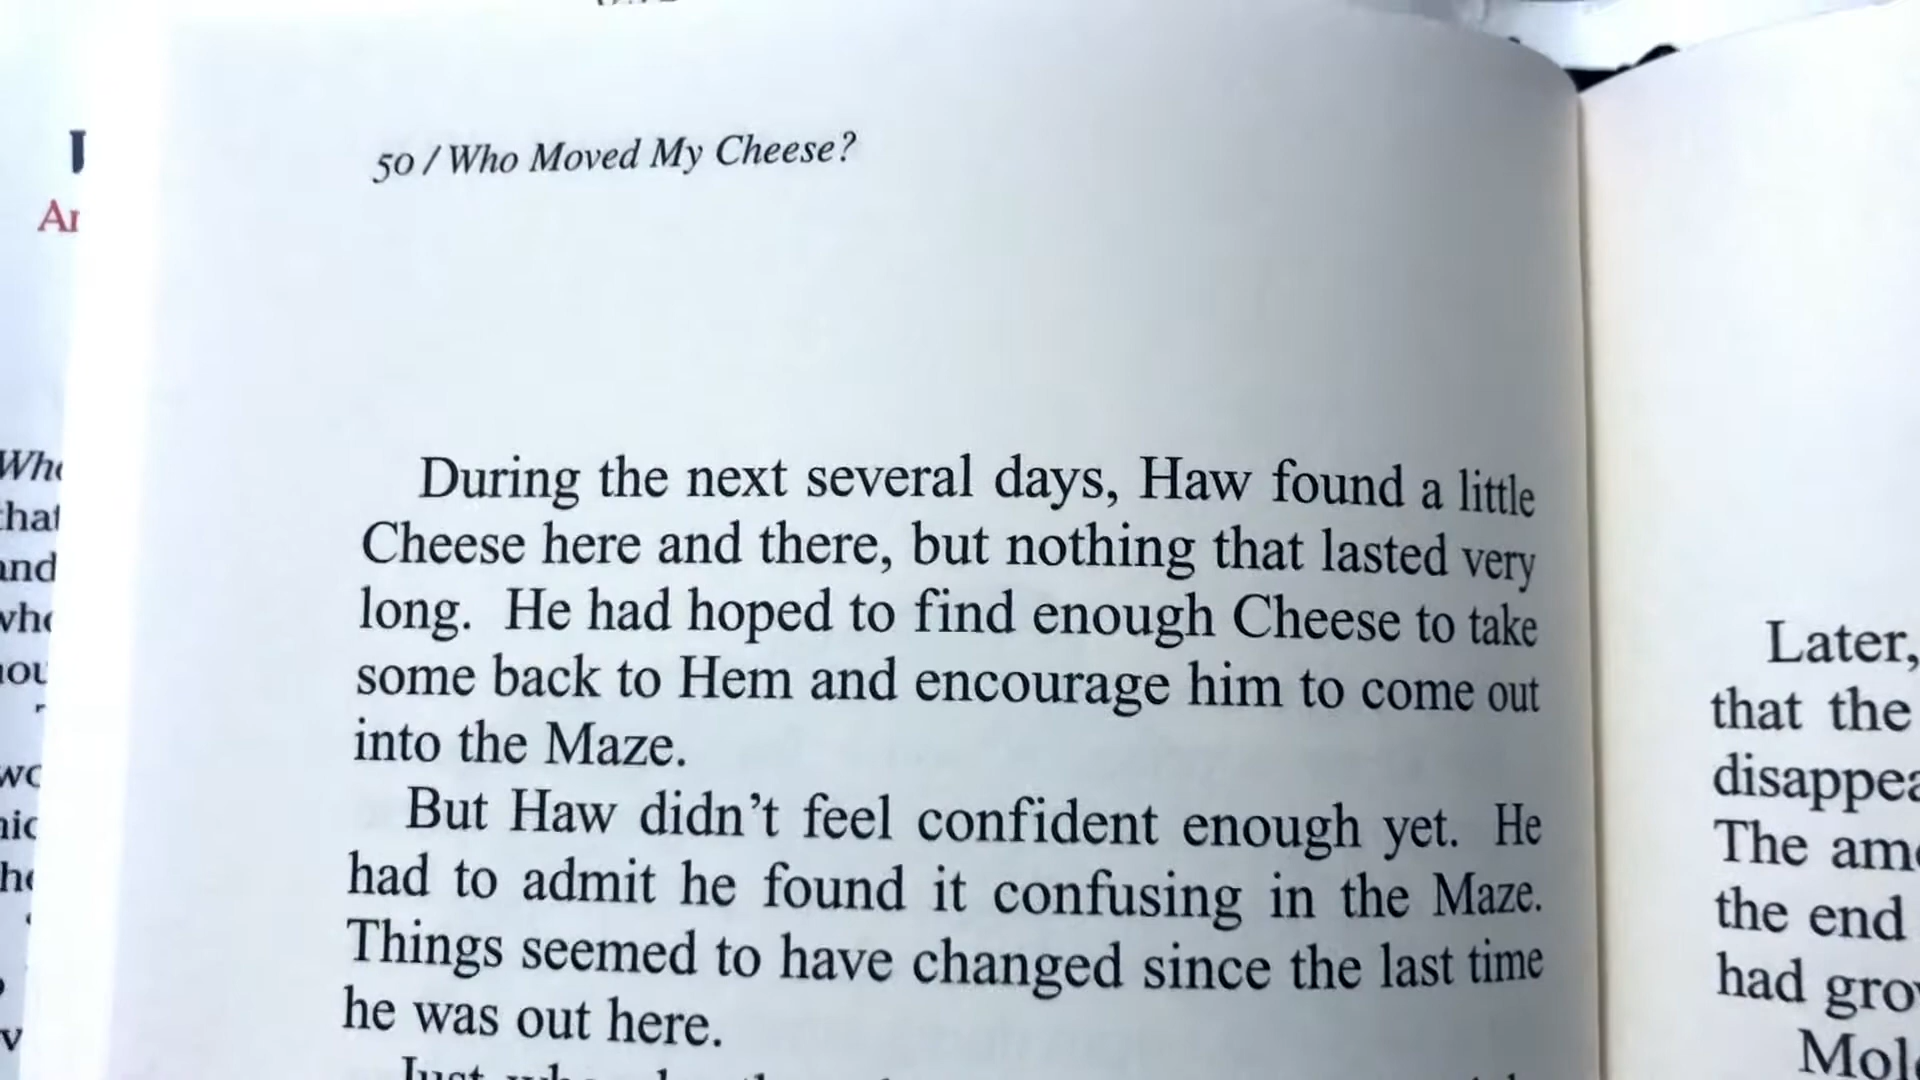 50 / Who Moved My Cheese?
During the next several days, Haw found a little
Cheese here and there, but nothing that lasted very
long. He had hoped to find enough Cheese to take
some back to Hem and encourage him to come out
into the Maze.
But Haw didn't feel confident enough yet. He
had to admit he found it confusing in the Maze.
Things seemed to have changed since the last time
he was out here.
Just
Later,
that the
The
the end
had